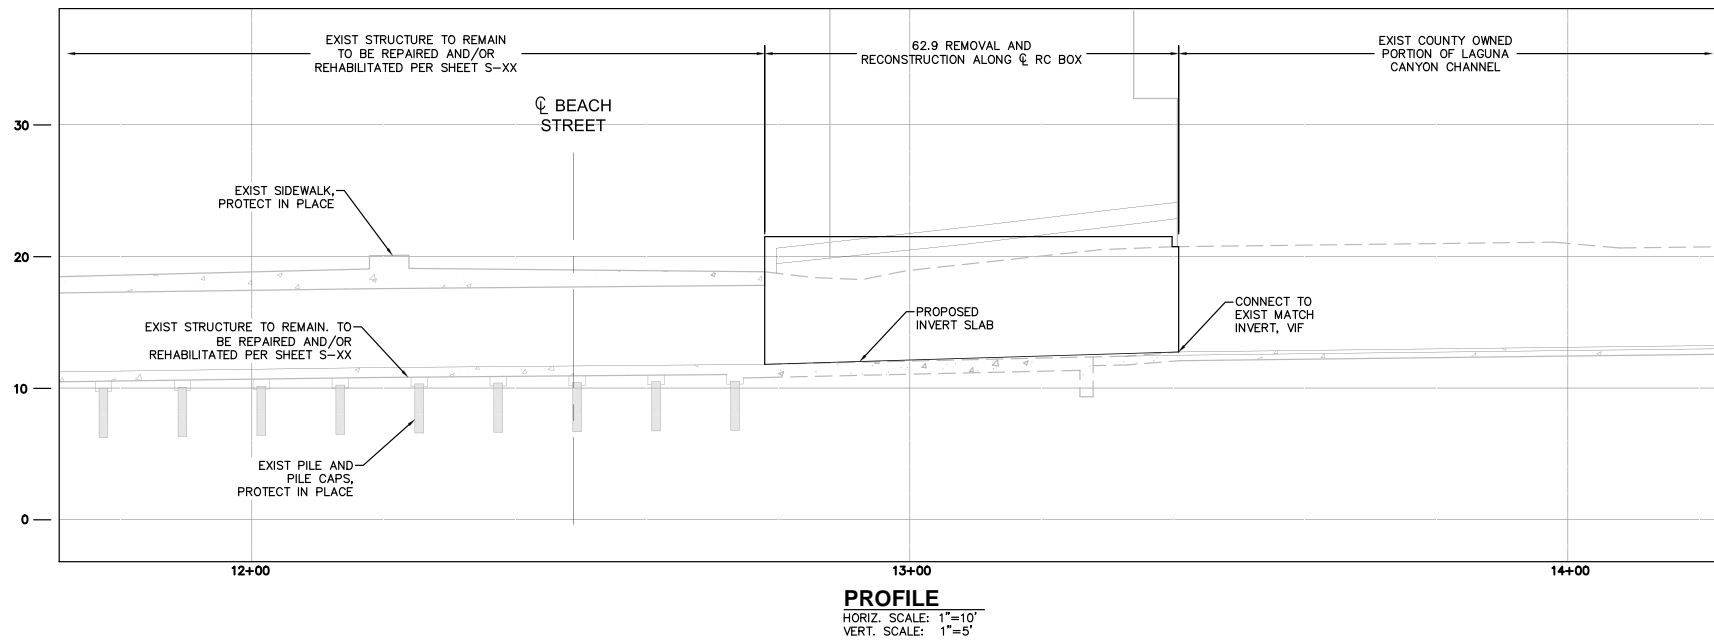 EXIST STRUCTURE TO REMAIN
TO BE REPAIRED AND/OR
REHABILITATED PER SHEET S-XX
62.9 REMOVAL AND
RECONSTRUCTION ALONG ℄ RC BOX
EXIST COUNTY OWNED
PORTION OF LAGUNA
CANYON CHANNEL
℄ BEACH
STREET
30
EXIST SIDEWALK,
PROTECT IN PLACE
20
EXIST STRUCTURE TO REMAIN. TO
BE REPAIRED AND/OR
REHABILITATED PER SHEET S-XX
PROPOSED
INVERT SLAB
CONNECT TO
EXIST MATCH
INVERT, VIF
10
EXIST PILE AND
PILE CAPS,
PROTECT IN PLACE
0
12+00
13+00
14+00
PROFILE
HORIZ. SCALE: 1"=10'
VERT. SCALE: 1"=5'